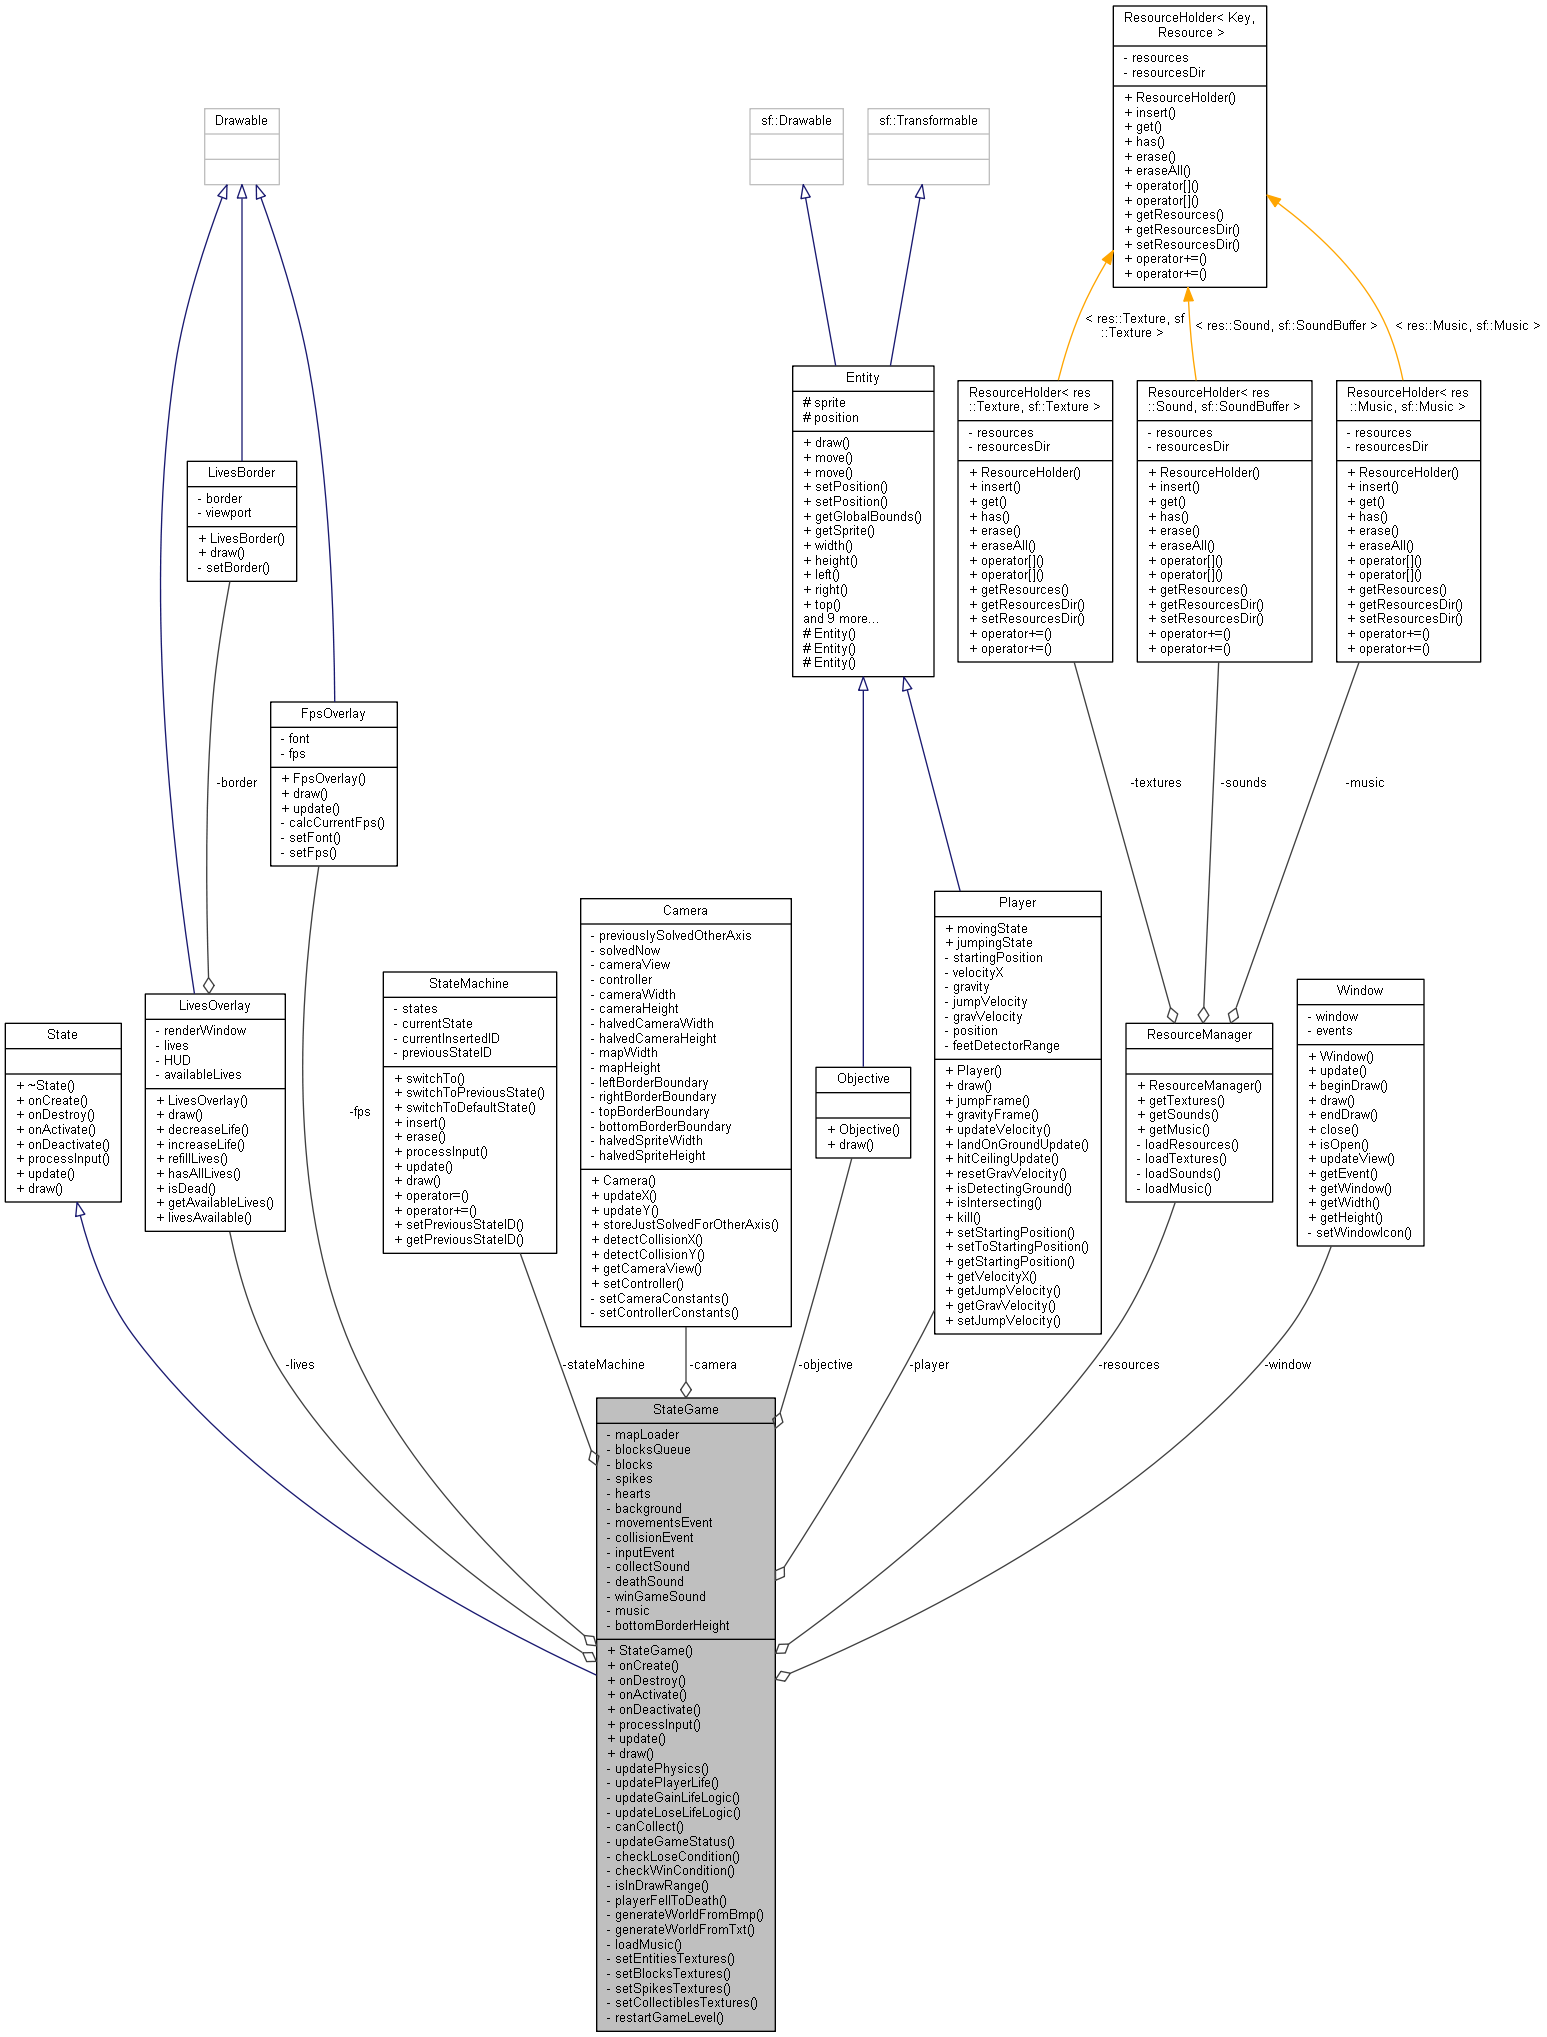 ResourceHolder< Key,
Resource >
- resources
- resourcesDir
+ ResourceHolder()
+ insert()
+ get()
+ has()
+ erase()
+ eraseAll()
+ operator[]()
+ operator[]()
+ getResources()
+ getResourcesDir()
+ setResourcesDir()
+ operator+=()
+ operator+=()
Drawable
sf::Drawable
sf::Transformable
< res::Texture, sf
::Texture >
< res::Sound, sf::SoundBuffer >
< res::Music, sf::Music >
Entity
# sprite
# position
+ draw()
+ move()
+ move()
+ setPosition()
+ setPosition()
+ getGlobalBounds()
+ getSprite()
+ width()
+ height()
+ left()
+ right()
+ top()
and 9 more...
# Entity()
# Entity()
# Entity()
ResourceHolder< res
::Texture, sf::Texture >
- resources
- resourcesDir
+ ResourceHolder()
+ insert()
+ get()
+ has()
+ erase()
+ eraseAll()
+ operator[]()
+ operator[]()
+ getResources()
+ getResourcesDir()
+ setResourcesDir()
+ operator+=()
+ operator+=()
ResourceHolder< res
::Sound, sf::SoundBuffer >
- resources
- resourcesDir
+ ResourceHolder()
+ insert()
+ get()
+ has()
+ erase()
+ eraseAll()
+ operator[]()
+ operator[]()
+ getResources()
+ getResourcesDir()
+ setResourcesDir()
+ operator+=()
+ operator+=()
ResourceHolder< res
::Music, sf::Music >
- resources
- resourcesDir
+ ResourceHolder()
+ insert()
+ get()
+ has()
+ erase()
+ eraseAll()
+ operator[]()
+ operator[]()
+ getResources()
+ getResourcesDir()
+ setResourcesDir()
+ operator+=()
+ operator+=()
LivesBorder
- border
- viewport
+ LivesBorder()
+ draw()
- setBorder()
FpsOverlay
- font
- fps
+ FpsOverlay()
+ draw()
+ update()
- calcCurrentFps()
- setFont()
- setFps()
-border
-textures
-sounds
-music
State
+ ~State()
+ onCreate()
+ onDestroy()
+ onActivate()
+ onDeactivate()
+ processInput()
+ update()
+ draw()
LivesOverlay
- renderWindow
- lives
- HUD
- availableLives
+ LivesOverlay()
+ draw()
+ decreaseLife()
+ increaseLife()
+ refillLives()
+ hasAllLives()
+ isDead()
+ getAvailableLives()
+ livesAvailable()
-fps
StateMachine
- states
- currentState
- currentInsertedID
- previousStateID
+ switchTo()
+ switchToPreviousState()
+ switchToDefaultState()
+ insert()
+ erase()
+ processInput()
+ update()
+ draw()
+ operator=()
+ operator+=()
+ setPreviousStateID()
+ getPreviousStateID()
Camera
- previouslySolvedOtherAxis
- solvedNow
- cameraView
- controller
- cameraWidth
- cameraHeight
- halvedCameraWidth
- halvedCameraHeight
- mapWidth
- mapHeight
- leftBorderBoundary
- rightBorderBoundary
- topBorderBoundary
- bottomBorderBoundary
- halvedSpriteWidth
- halvedSpriteHeight
+ Camera()
+ updateX()
+ updateY()
+ storeJustSolvedForOtherAxis()
+ detectCollisionX()
+ detectCollisionY()
+ getCameraView()
+ setController()
- setCameraConstants()
- setControllerConstants()
Objective
+ Objective()
+ draw()
Player
+ movingState
+ jumpingState
- startingPosition
- velocityX
- gravity
- jumpVelocity
- gravVelocity
- position
- feetDetectorRange
+ Player()
+ draw()
+ jumpFrame()
+ gravityFrame()
+ updateVelocity()
+ landOnGroundUpdate()
+ hitCeilingUpdate()
+ resetGravVelocity()
+ isDetectingGround()
+ isIntersecting()
+ kill()
+ setStartingPosition()
+ setToStartingPosition()
+ getStartingPosition()
+ getVelocityX()
+ getJumpVelocity()
+ getGravVelocity()
+ setJumpVelocity()
ResourceManager
+ ResourceManager()
+ getTextures()
+ getSounds()
+ getMusic()
- loadResources()
- loadTextures()
- loadSounds()
- loadMusic()
Window
- window
- events
+ Window()
+ update()
+ beginDraw()
+ draw()
+ endDraw()
+ close()
+ isOpen()
+ updateView()
+ getEvent()
+ getWindow()
+ getWidth()
+ getHeight()
- setWindowIcon()
-lives
-stateMachine
-camera
-objective
-player
-resources
-window
StateGame
- mapLoader
- blocksQueue
- blocks
- spikes
- hearts
- background
- movementsEvent
- collisionEvent
- inputEvent
- collectSound
- deathSound
- winGameSound
- music
- bottomBorderHeight
+ StateGame()
+ onCreate()
+ onDestroy()
+ onActivate()
+ onDeactivate()
+ processInput()
+ update()
+ draw()
- updatePhysics()
- updatePlayerLife()
- updateGainLifeLogic()
- updateLoseLifeLogic()
- canCollect()
- updateGameStatus()
- checkLoseCondition()
- checkWinCondition()
- isInDrawRange()
- playerFellToDeath()
- generateWorldFromBmp()
- generateWorldFromTxt()
- loadMusic()
- setEntitiesTextures()
- setBlocksTextures()
- setSpikesTextures()
- setCollectiblesTextures()
- restartGameLevel()